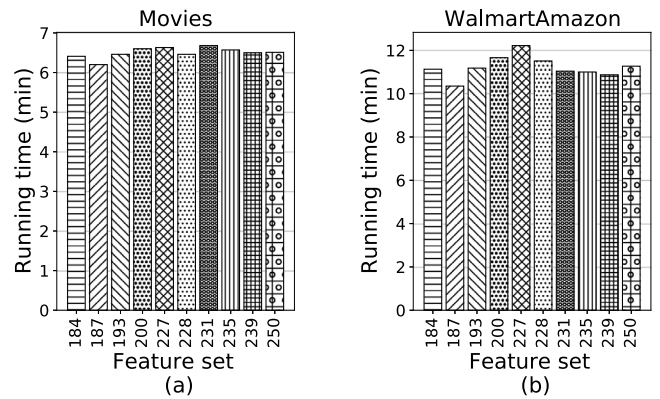 Movies
Running time (min)
7
6
5
4
3
2
1
0
184 187 193 200 227 228 231 235 239 250
Feature set
(a)
WalmartAmazon
Running time (min)
12
10
8
6
4
2
0
184 187 193 200 227 228 231 235 239 250
Feature set
(b)